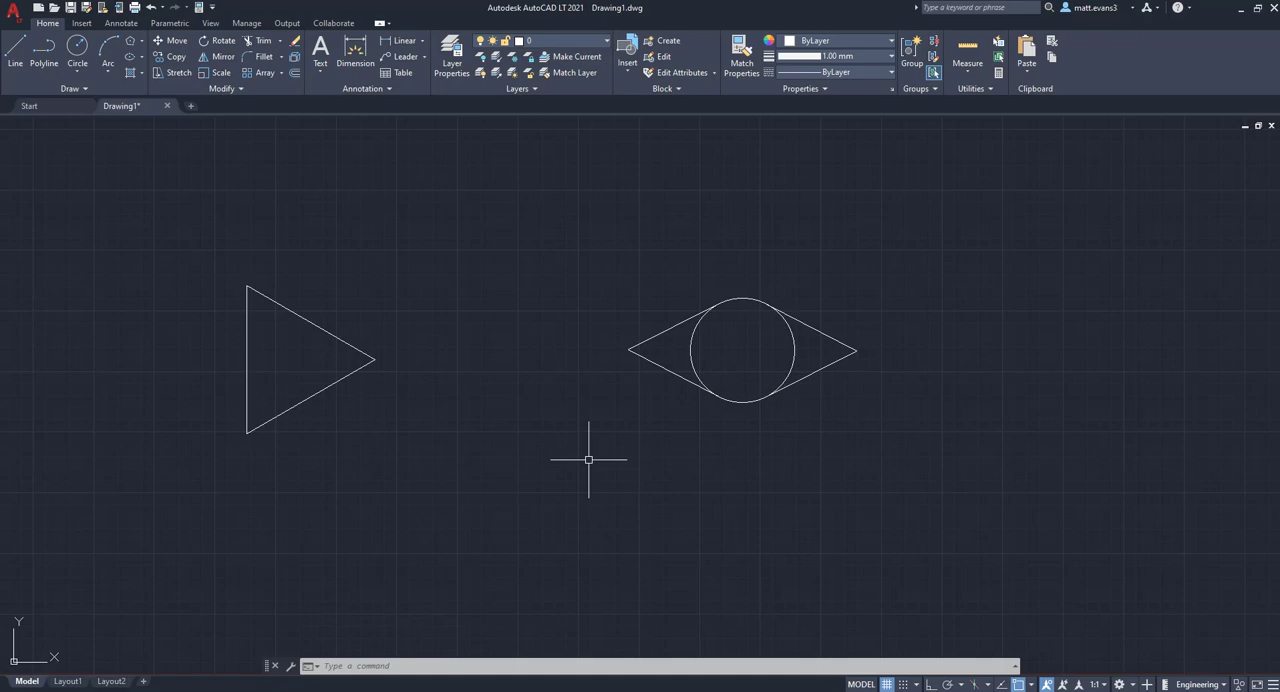 Autodesk AutoCAD LT 2021 Drawing1.dwg
Type a keyword or phrase
matt.evans3
Home Insert Annotate Parametric View Manage Output Collaborate
Line Polyline Circle Arc
Move Rotate Trim
Copy Mirror Fillet
Stretch Scale Array
Text Dimension
Linear
Leader
Table
Layer Properties
0
Make Current
Match Layer
Insert
Create
Edit
Edit Attributes
Match Properties
ByLayer
1.00 mm
ByLayer
Group
Measure
Paste
Draw Modify Annotation Layers Block Properties Groups Utilities Clipboard
Start Drawing1*
Y
X
Type a command
Model Layout1 Layout2
MODEL 1:1 Engineering